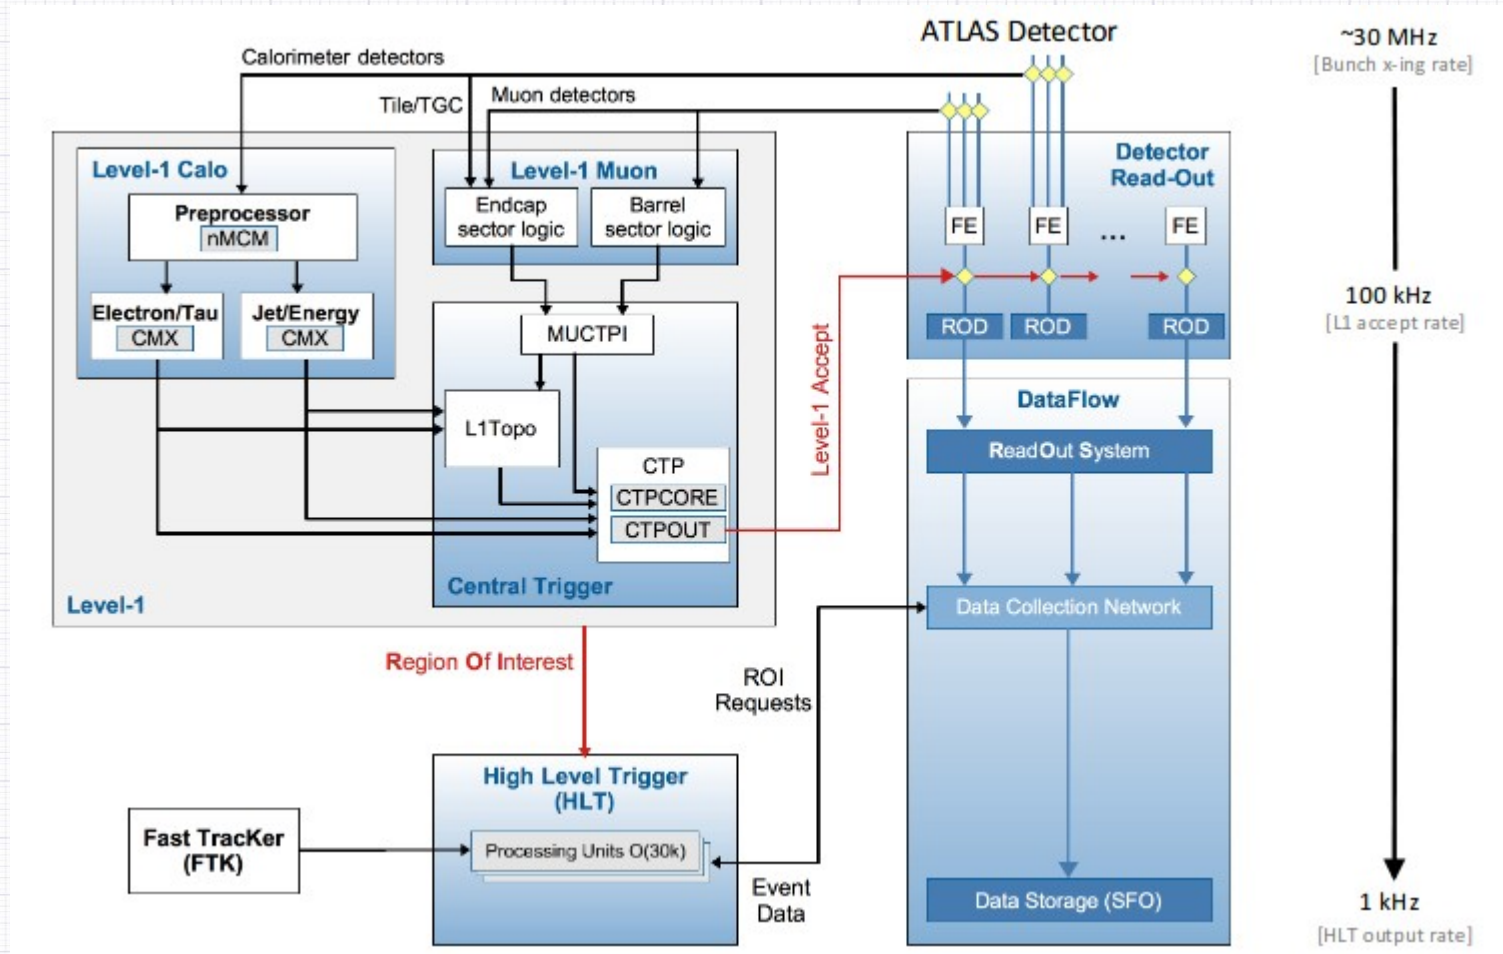 ATLAS Detector
~30 MHz
[Bunch x-ing rate]
Calorimeter detectors
Tile/TGC
Muon detectors
Level-1 Calo
Preprocessor
nMCM
Electron/Tau
CMX
Jet/Energy
CMX
Level-1 Muon
Endcap
sector logic
Barrel
sector logic
MUCTPI
L1Topo
CTP
CTPCORE
CTPOUT
Central Trigger
Level-1
Level-1 Accept
Detector
Read-Out
FE
FE
...
FE
ROD
ROD
ROD
100 kHz
[L1 accept rate]
DataFlow
ReadOut System
Data Collection Network
Data Storage (SFO)
Region Of Interest
ROI
Requests
High Level Trigger
(HLT)
Processing Units O(30k)
Fast TracKer
(FTK)
Event
Data
1 kHz
[HLT output rate]